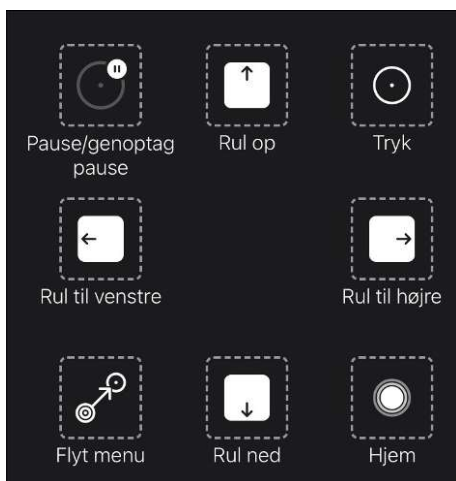 Pause/genoptag
pause
Rul op
Tryk
Rul til venstre
Rul til højre
Flyt menu
Rul ned
Hjem